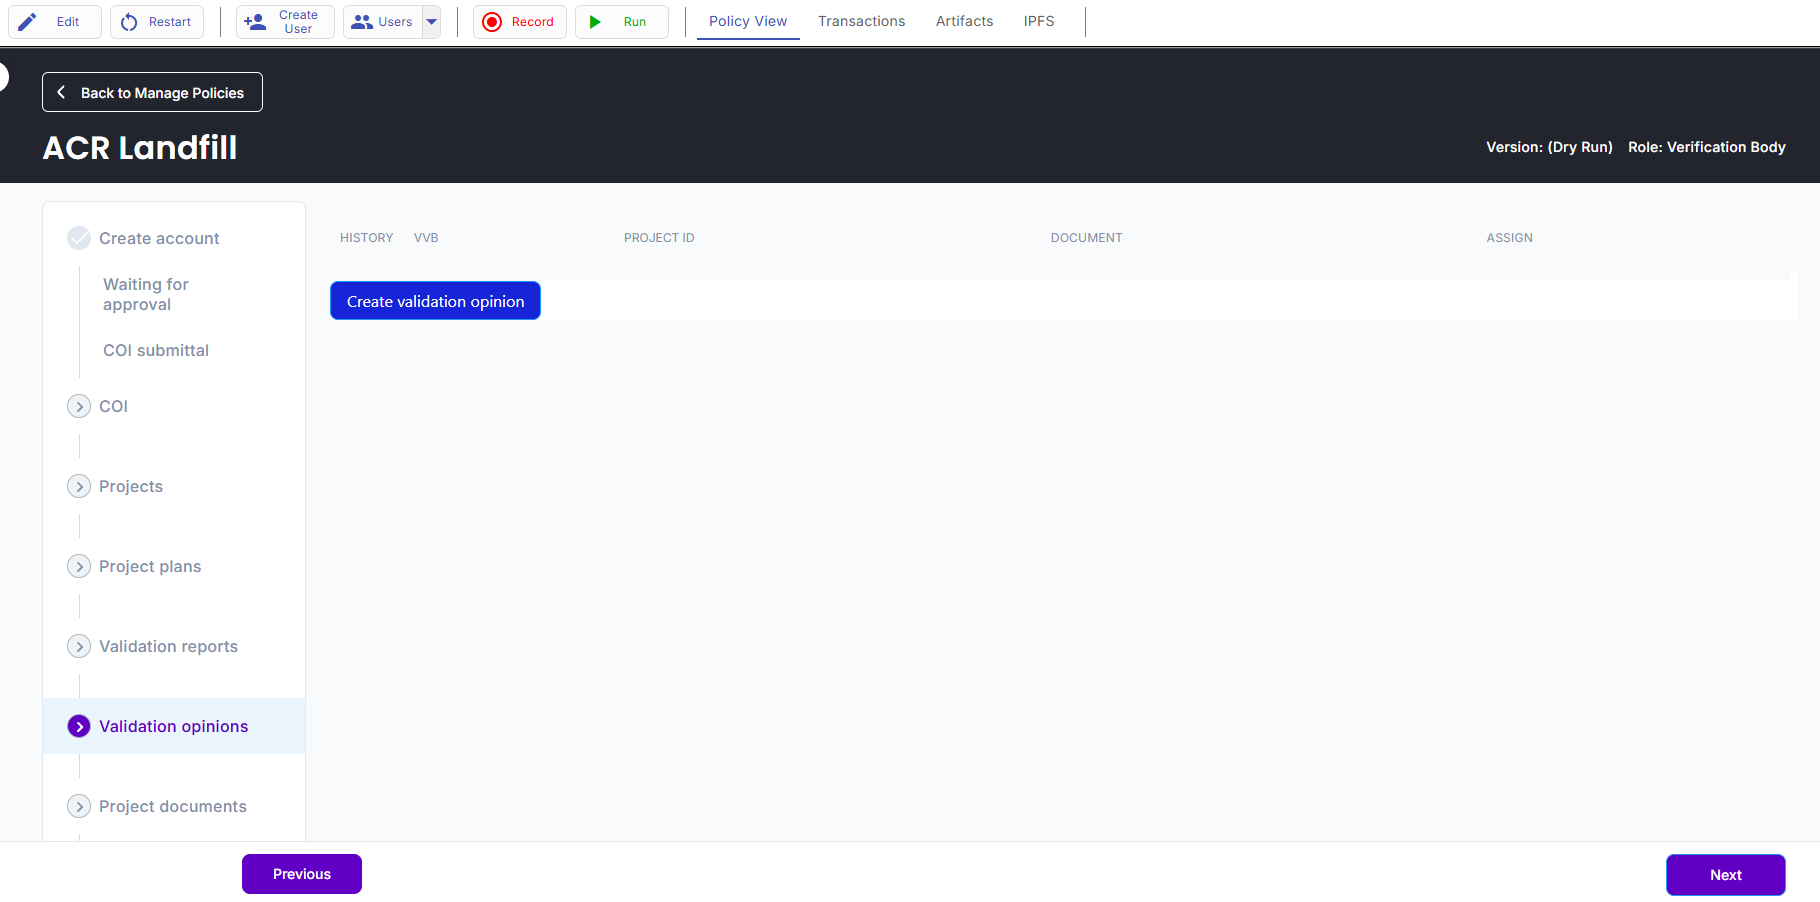 Edit
Restart
Create User
Users
Record
Run
Policy View
Transactions
Artifacts
IPFS
Back to Manage Policies
ACR Landfill
Version: (Dry Run) Role: Verification Body
Create account
Waiting for
approval
COI submittal
COI
Projects
Project plans
Validation reports
Validation opinions
Project documents
HISTORY VVB PROJECT ID DOCUMENT ASSIGN
Create validation opinion
Previous
Next